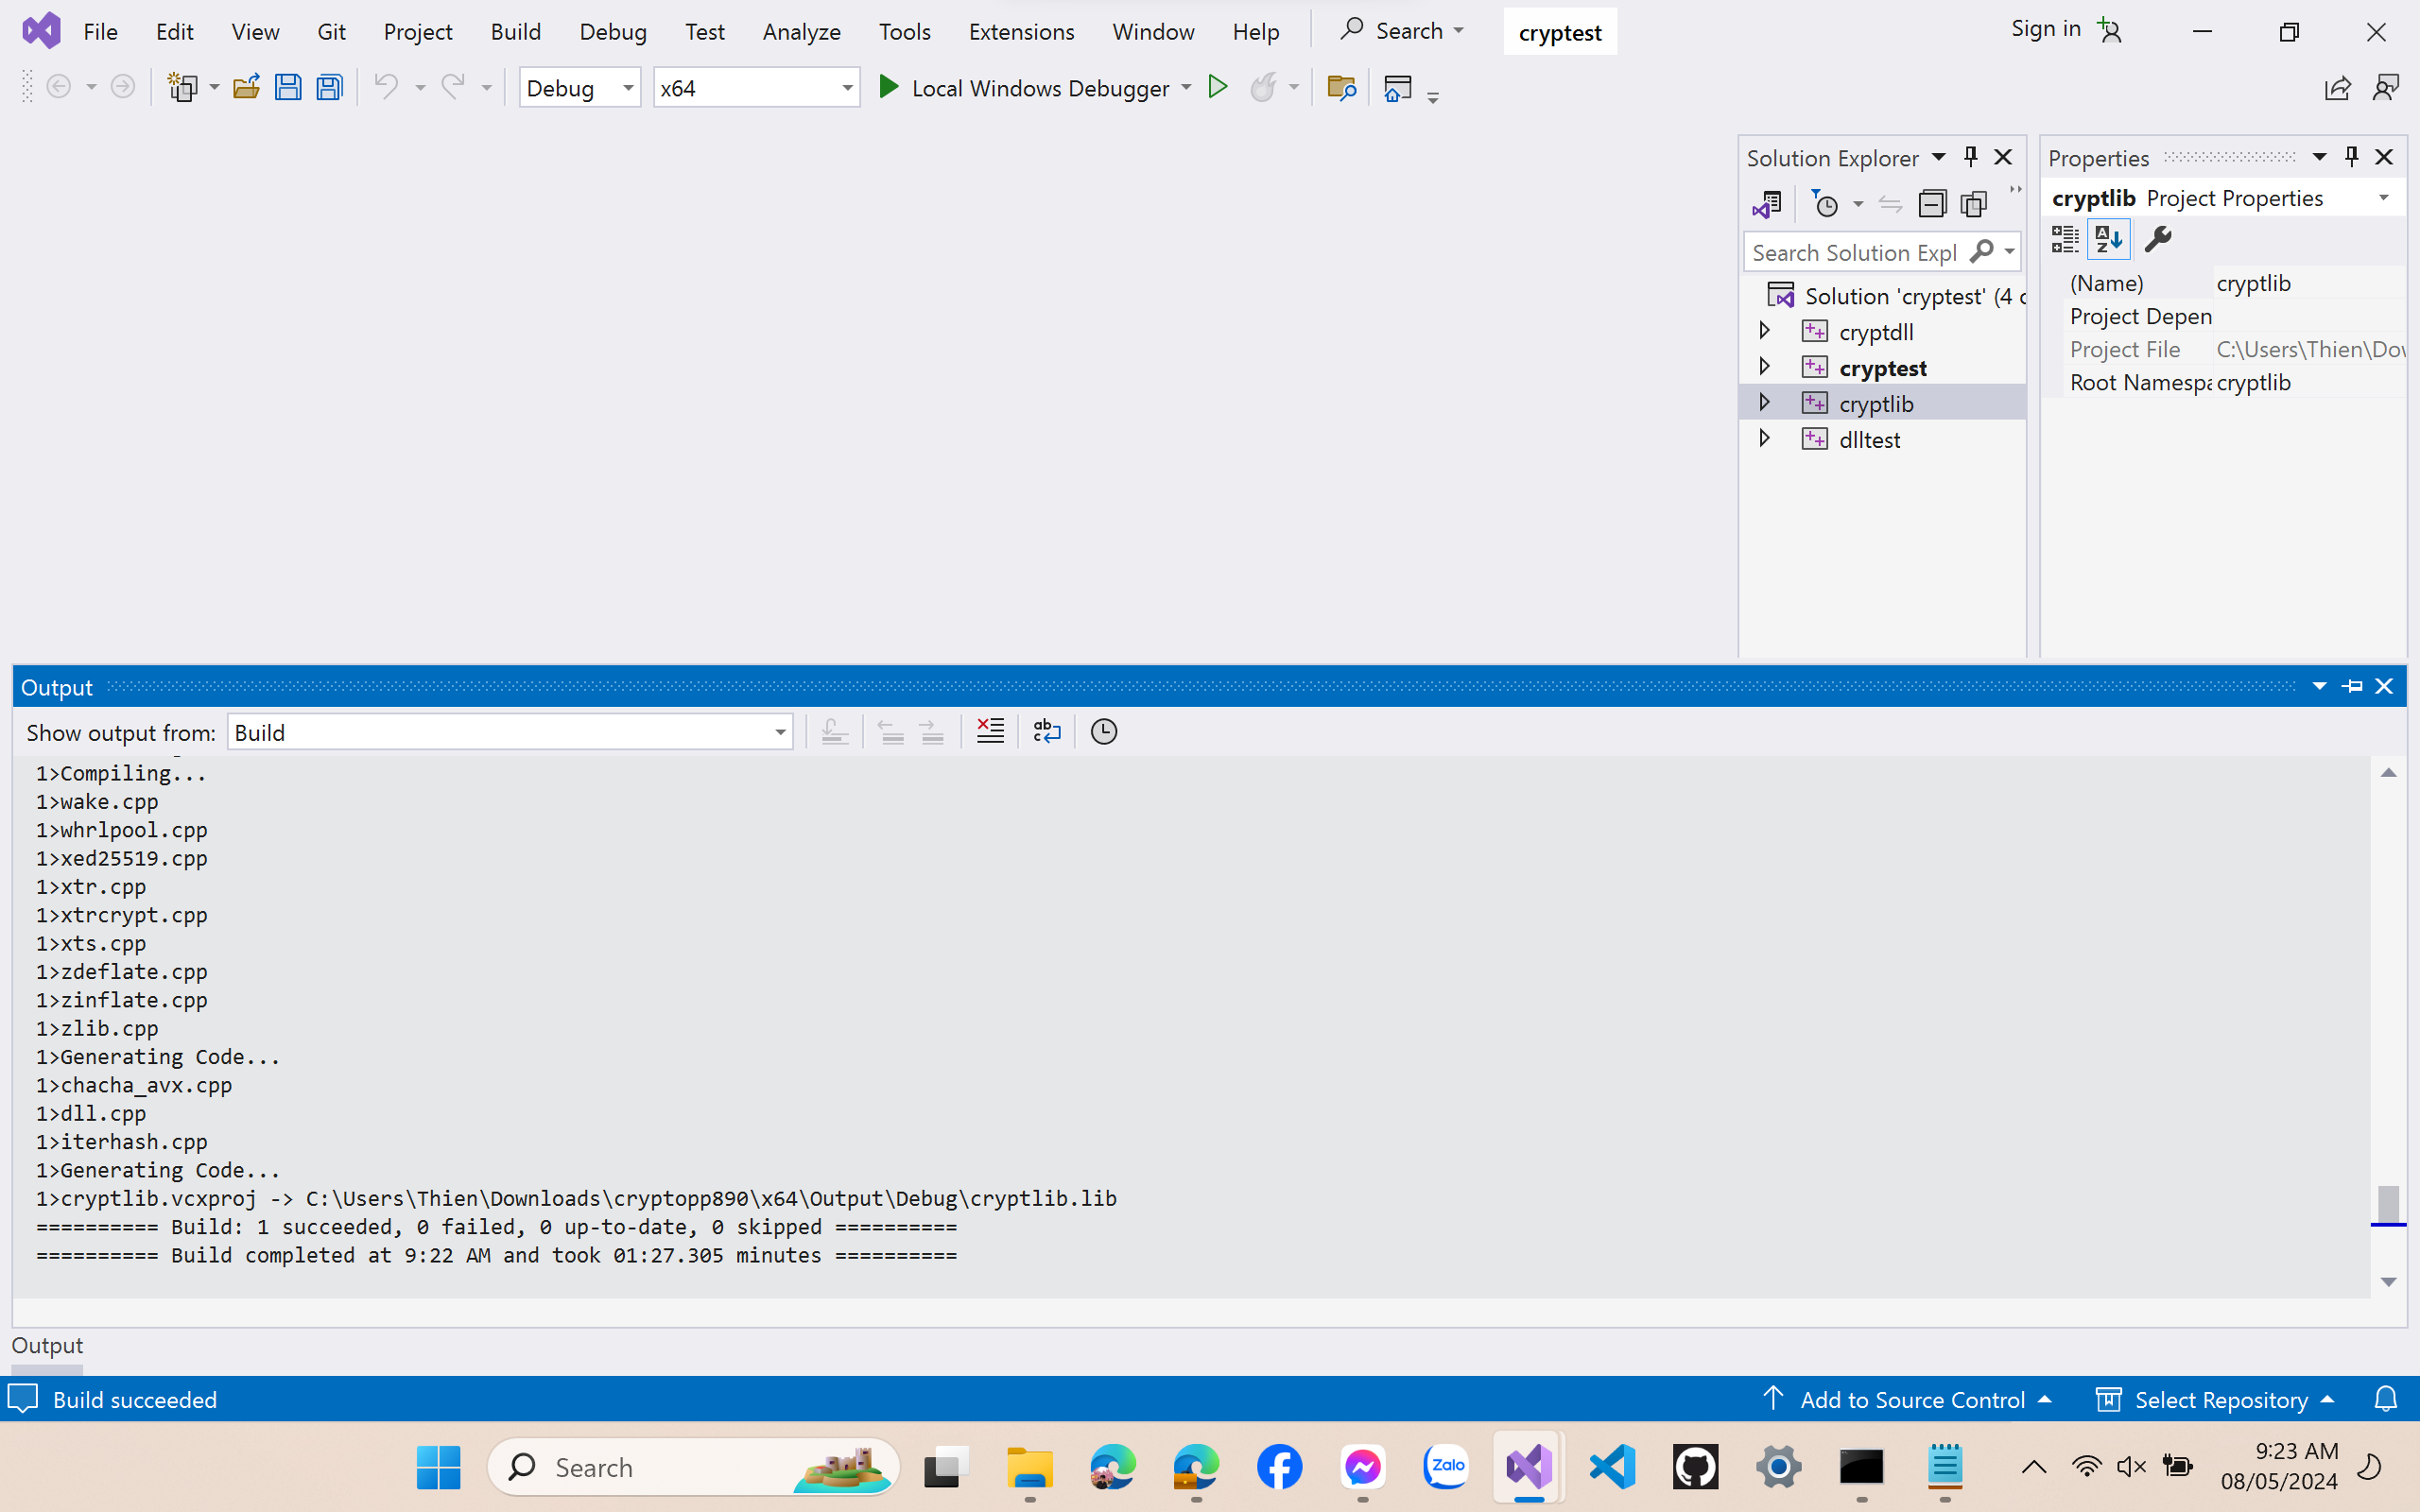 File Edit View Git Project Build Debug Test Analyze Tools Extensions Window Help Search cryptest Sign in
Debug x64 Local Windows Debugger
Solution Explorer
Search Solution Expl
Solution 'cryptest' (4 o
cryptdll
cryptest
cryptlib
dlltest
Properties
cryptlib Project Properties
(Name) cryptlib
Project Depen
Project File C:\Users\Thien\Dov
Root Namespa cryptlib
Output
Show output from: Build
1>Compiling...
1>wake.cpp
1>whrlpool.cpp
1>xed25519.cpp
1>xtr.cpp
1>xtrcrypt.cpp
1>xts.cpp
1>zdeflate.cpp
1>zinflate.cpp
1>zlib.cpp
1>Generating Code...
1>chacha_avx.cpp
1>dll.cpp
1>iterhash.cpp
1>Generating Code...
1>cryptlib.vcxproj -> C:\Users\Thien\Downloads\cryptopp890\x64\Output\Debug\cryptlib.lib
========== Build: 1 succeeded, 0 failed, 0 up-to-date, 0 skipped ==========
========== Build completed at 9:22 AM and took 01:27.305 minutes ==========
Output
Build succeeded Add to Source Control Select Repository
Search Zalo 9:23 AM
08/05/2024